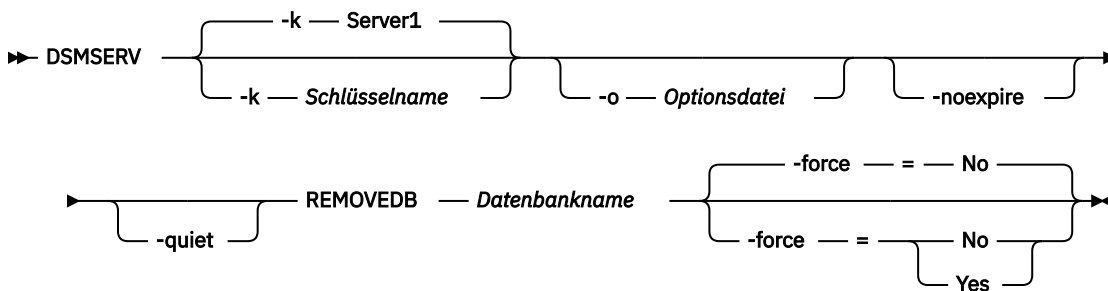 -k Server1
DSMSERV
-k Schlüsselname
-o Optionsdatei
-noexpire
-force = No
-quiet
REMOVEDB Datenbankname
-force = No
Yes